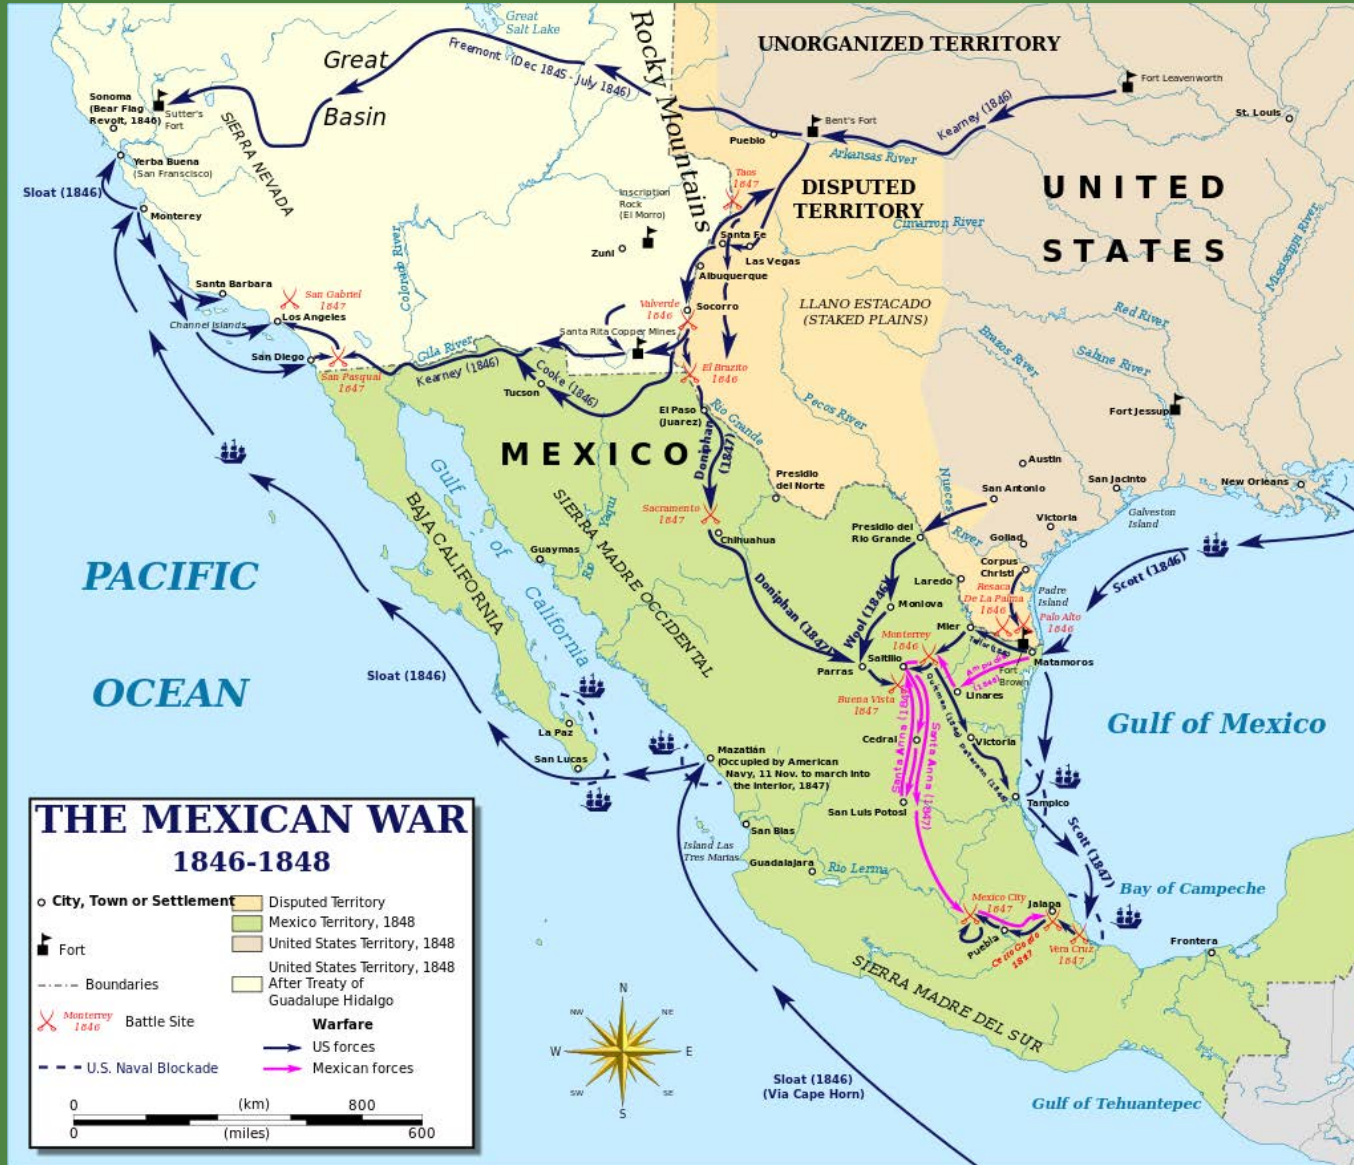 Great
Salt Lake
Rocky Mountains
UNORGANIZED TERRITORY
Great
Basin
Freemont (Dec 1845 - July 1846)
Fort Leavenworth
Sonoma
(Bear Flag
Revolt, 1846)
Sutter's
Fort
SIERRA NEVADA
Kearney (1846)
St. Louis
Bent's Fort
Pueblo
Arkansas River
Yerba Buena
(San Franscisco)
Sloat (1846)
Monterey
Taos
1847
DISPUTED
TERRITORY
UNITED
STATES
Inscription
Rock
(El Morro)
Cimarron River
Mississippi River
Colorado River
Zuni
Santa Fe
Las Vegas
Albuquerque
Santa Barbara
San Gabriel
1847
Los Angeles
Channel Islands
Valverde
1846
Socorro
LLANO ESTACADO
(STAKED PLAINS)
Red River
Santa Rita Copper Mines
San Diego
San Pasqual
1847
Gila River
Kearney (1846)
Cooke (1846)
Tucson
El Brazito
1846
Brazos River
Saline River
El Paso
(Juarez)
Rio Grande
Pecos River
Fort Jessup
MEXICO
Doniphan
(1847)
Gulf of California
BAJA CALIFORNIA
SIERRA MADRE OCCIDENTAL
Rio Yaqui
Presidio
del Norte
Austin
San Antonio
San Jacinto
New Orleans
Galveston
Island
Nueces River
Sacramento
1847
Chihuahua
Presidio del
Rio Grande
Victoria
Goliad
Guaymas
PACIFIC
OCEAN
Corpus
Christi
Laredo
Resaca
De La Palma
1846
Padre
Island
Scott (1846)
Doniphan (1847)
Wool (1846)
Monlova
Mier
Palo Alto
1846
Monterrey
1846
Matamoros
Fort
Brown
Ampudia
(1846)
Saltillo
Parras
Linares
Buena Vista
1847
Quitman (1846)
Patterson (1846)
Sloat (1846)
Gulf of Mexico
La Paz
San Lucas
Cedral
Victoria
Santa Anna (1847)
Santa Anna (1847)
Mazatlán
(Occupied by American
Navy, 11 Nov. to march into
the interior, 1847)
San Luis Potosi
Tampico
Scott (1847)
San Blas
Island Las
Tres Marias
Guadalajara
Rio Lerma
Bay of Campeche
Mexico City
1847
Jalapa
Puebla
Cerro Gordo
1847
Vera Cruz
1847
Frontera
SIERRA MADRE DEL SUR
Gulf of Tehuantepec
Sloat (1846)
(Via Cape Horn)
N
NE
E
SE
S
SW
W
NW
THE MEXICAN WAR
1846-1848
City, Town or Settlement
Fort
Boundaries
Monterrey
1846
Battle Site
U.S. Naval Blockade
Disputed Territory
Mexico Territory, 1848
United States Territory, 1848
United States Territory, 1848
After Treaty of
Guadalupe Hidalgo
Warfare
US forces
Mexican forces
0 (km) 800
0 (miles) 600